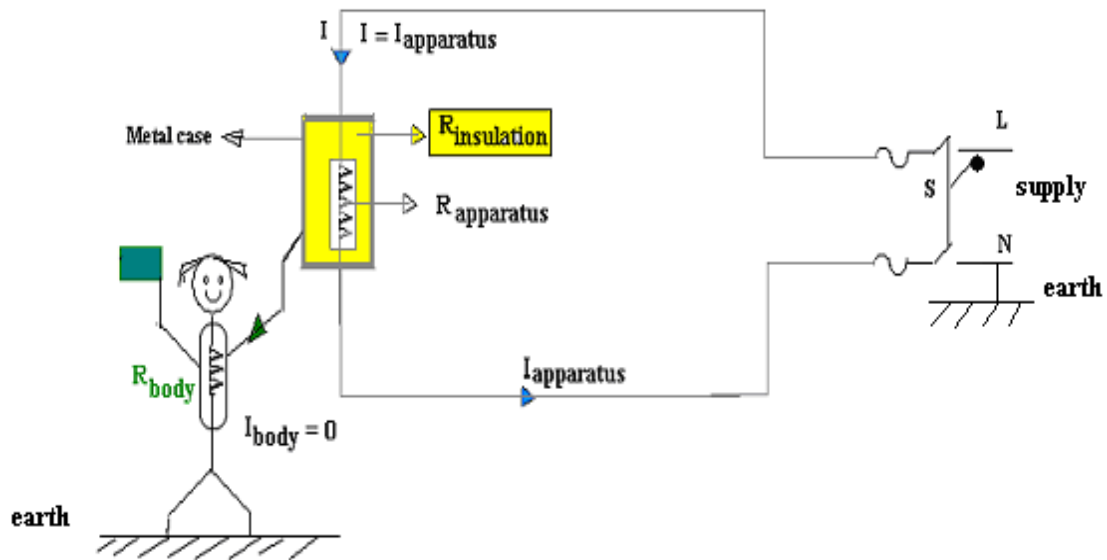 I
I = Iapparatus
Metal case
Rinsulation
L
S
supply
Rapparatus
N
earth
Iapparatus
Rbody
Ibody = 0
earth